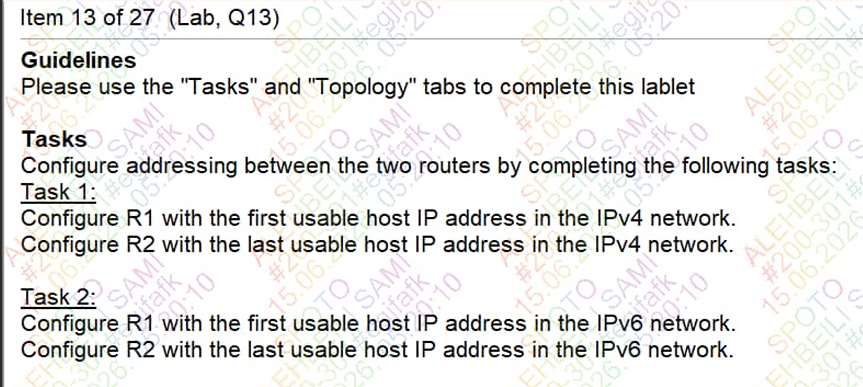 Item 13 of 27 (Lab, Q13)
Guidelines
Please use the "Tasks" and "Topology" tabs to complete this lablet
Tasks
Configure addressing between the two routers by completing the following tasks:
Task 1:
Configure R1 with the first usable host IP address in the IPv4 network.
Configure R2 with the last usable host IP address in the IPv4 network.
Task 2:
Configure R1 with the first usable host IP address in the IPv6 network.
Configure R2 with the last usable host IP address in the IPv6 network.